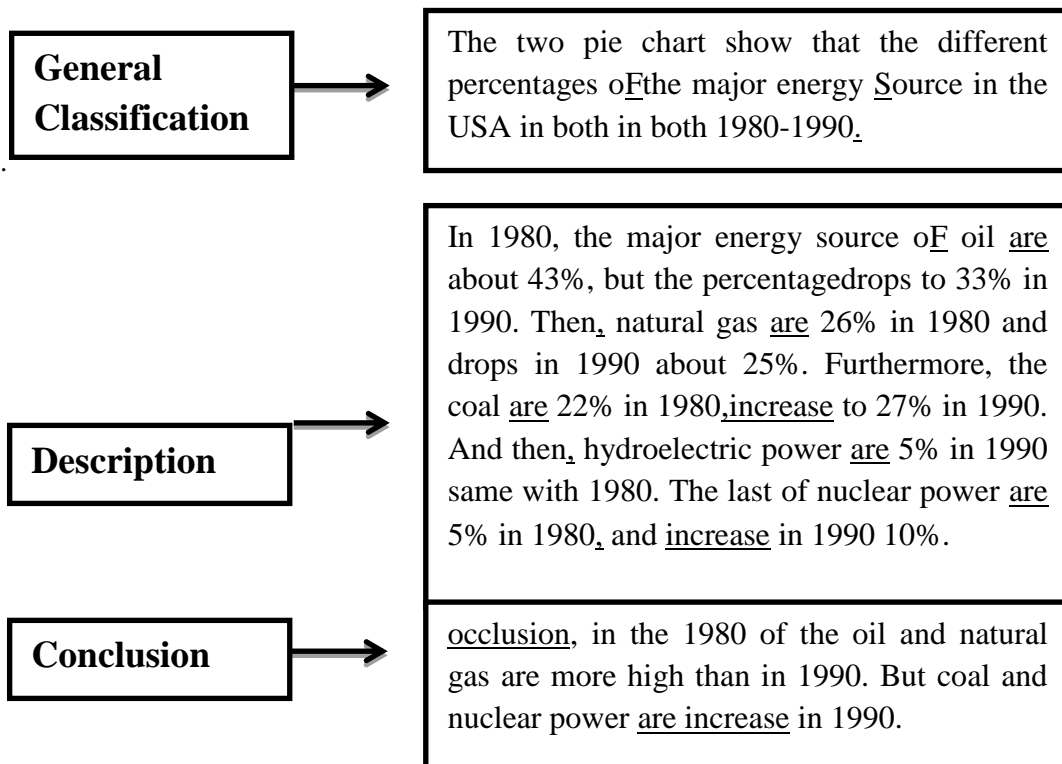 General
Classification
The two pie chart show that the different
percentages oFthe major energy Source in the
USA in both in both 1980-1990.
.
Description
In 1980, the major energy source oF oil are
about 43%, but the percentagedrops to 33% in
1990. Then, natural gas are 26% in 1980 and
drops in 1990 about 25%. Furthermore, the
coal are 22% in 1980,increase to 27% in 1990.
And then, hydroelectric power are 5% in 1990
same with 1980. The last of nuclear power are
5% in 1980, and increase in 1990 10%.
Conclusion
occlusion, in the 1980 of the oil and natural
gas are more high than in 1990. But coal and
nuclear power are increase in 1990.